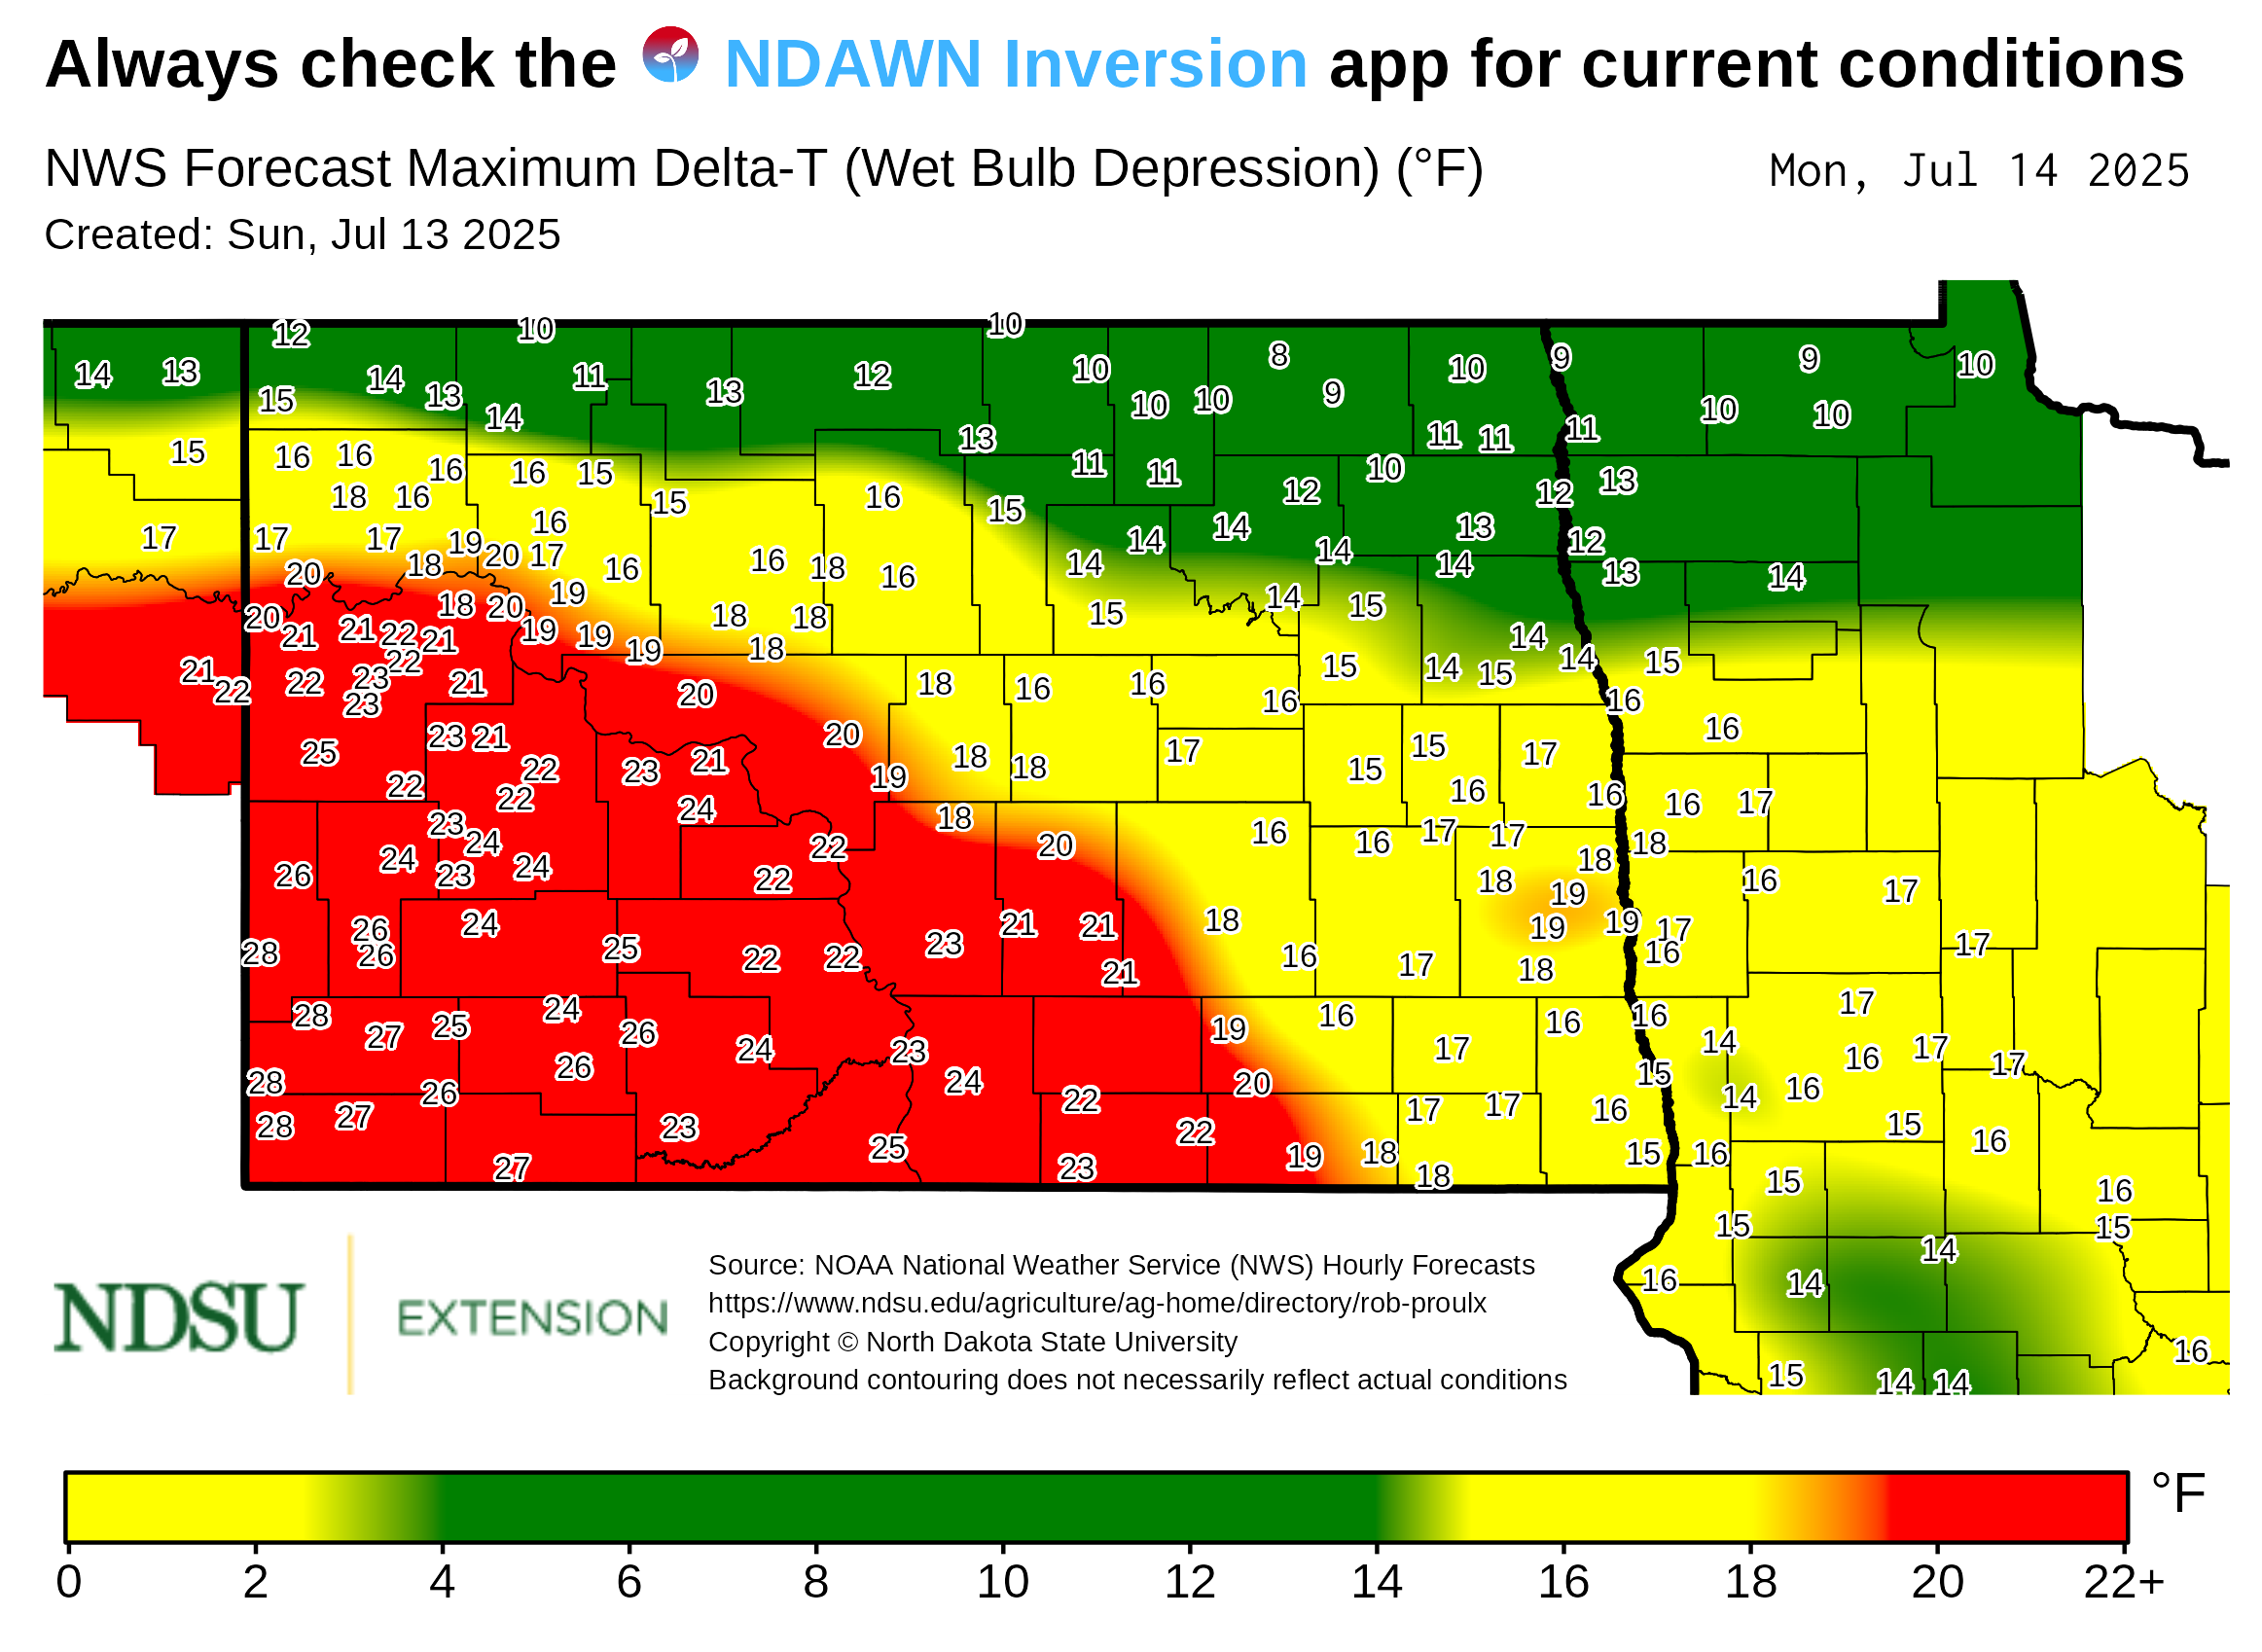 Always check the NDAWN Inversion app for current conditions
NWS Forecast Maximum Delta-T (Wet Bulb Depression) (°F)
Mon, Jul 14 2025
Created: Sun, Jul 13 2025
12 10 10
14 13 14 11 13 12 10 8 10 9 9 10
15 13 14 10 10 9 10 10
15 16 16 16 16 15 13 11 11 10 11 11 11
18 16 15 16 15 12 12 13
17 17 17 19 16 20 17 14 14 14 13 12
20 18 16 16 18 16 14 14 13 14
20 18 20 19 18 18 15 14 15
21 21 22 21 19 19 19 18 14
21 22 22 23 22 21 15 14 15 14 15
23 20 18 16 16 16 16
25 23 21 20 17 15 17 16
22 22 23 21 19 18 18 15 16 16 16 17
22 24 18
23 24 22 20 16 16 17 17 18
26 24 23 24 22 18 18 16 17
26 24 21 21 18 19 19 19 17
28 26 25 22 22 23 21 16 17 18 16 17
28 27 25 24 26 19 16 16 16 17
28 26 24 23 24 20 17 15 14 16 17 17
28 27 26 22 17 17 16 14 16
23 22 15
27 25 23 19 18 18 15 16 16
15 16
15 15
16 14 14
15 14 14 16
NDSU EXTENSION
Source: NOAA National Weather Service (NWS) Hourly Forecasts
https://www.ndsu.edu/agriculture/ag-home/directory/rob-proulx
Copyright © North Dakota State University
Background contouring does not necessarily reflect actual conditions
°F
0 2 4 6 8 10 12 14 16 18 20 22+